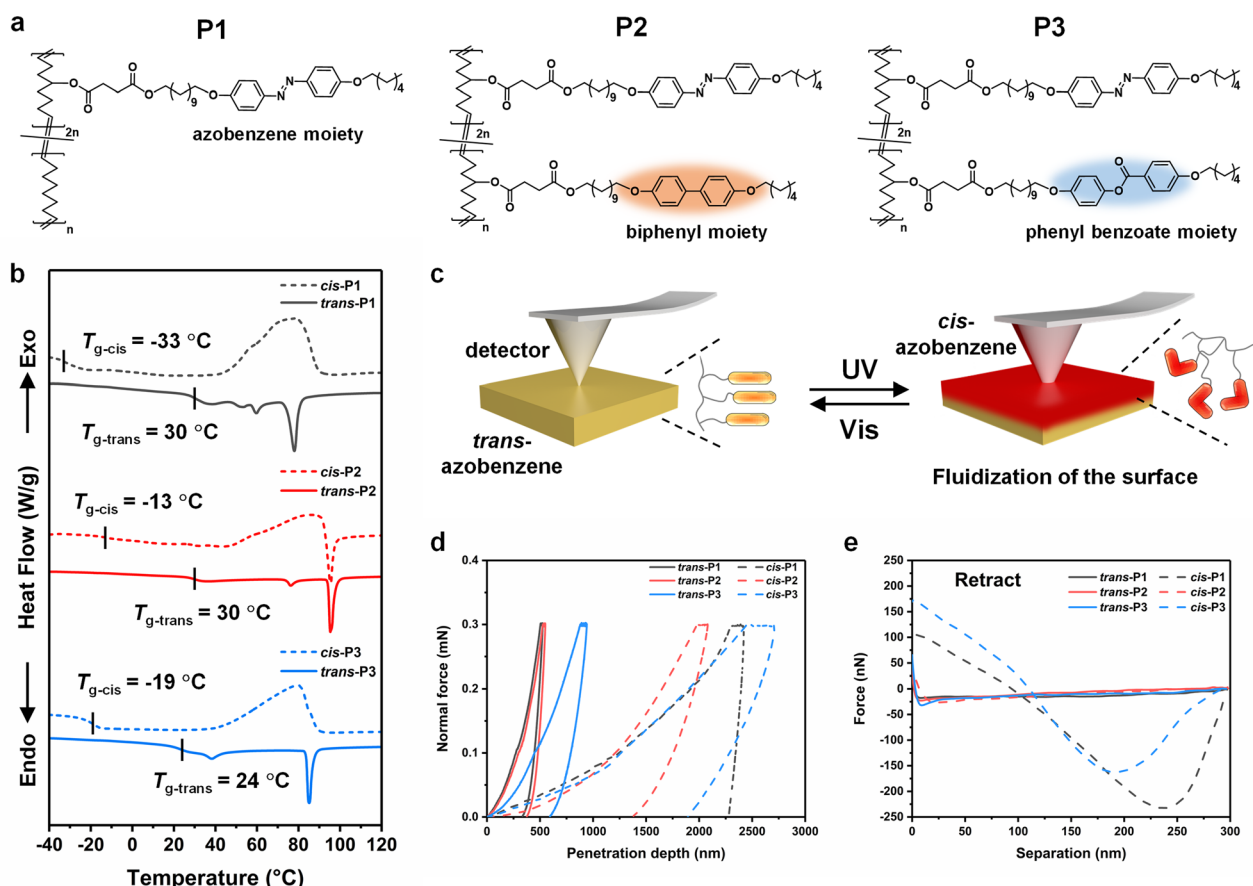 a
P1
P2
P3
O
O
O
O
9
O
N
N
O
4
2n
azobenzene moiety
n
O
O
O
O
9
O
N
N
O
4
2n
O
O
O
O
9
O
O
4
n
biphenyl moiety
O
O
O
O
9
O
N
N
O
4
2n
O
O
O
O
9
O
O
O
O
4
n
phenyl benzoate moiety
b
Endo
Heat Flow (W/g)
Exo
cis-P1
trans-P1
Tg-cis = -33 °C
Tg-trans = 30 °C
cis-P2
trans-P2
Tg-cis = -13 °C
Tg-trans = 30 °C
cis-P3
trans-P3
Tg-cis = -19 °C
Tg-trans = 24 °C
-40 -20 0 20 40 60 80 100 120
Temperature (°C)
c
detector
trans-
azobenzene
UV
Vis
cis-
azobenzene
Fluidization of the surface
d
Normal force (mN)
0.4
0.3
0.2
0.1
0.0
trans-P1 cis-P1
trans-P2 cis-P2
trans-P3 cis-P3
0 500 1000 1500 2000 2500 3000
Penetration depth (nm)
e
Force (nN)
250
200
150
100
50
0
-50
-100
-150
-200
-250
Retract
trans-P1 cis-P1
trans-P2 cis-P2
trans-P3 cis-P3
0 50 100 150 200 250 300
Separation (nm)